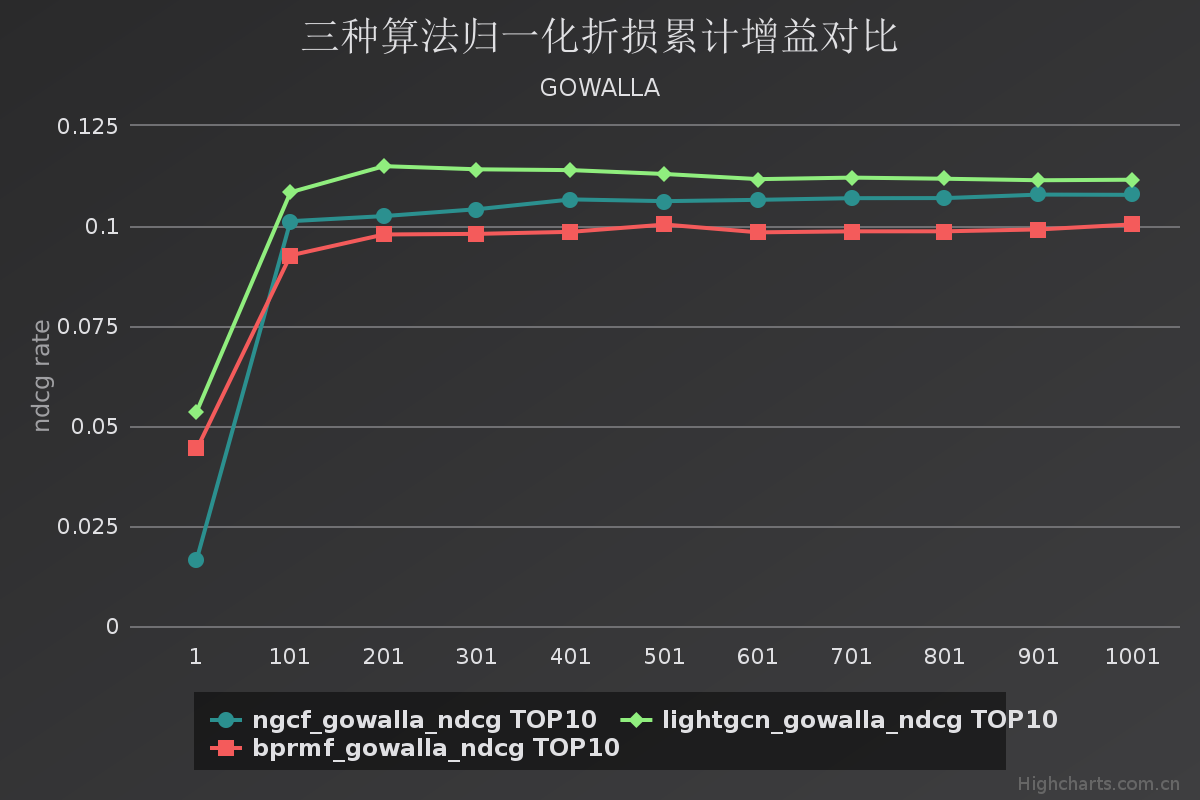 三种算法归一化折损累计增益对比
GOWALLA
0.125
0.1
0.075
0.05
0.025
0
ndcg rate
1 101 201 301 401 501 601 701 801 901 1001
ngcf_gowalla_ndcg TOP10 lightgcn_gowalla_ndcg TOP10
bprmf_gowalla_ndcg TOP10
Highcharts.com.cn